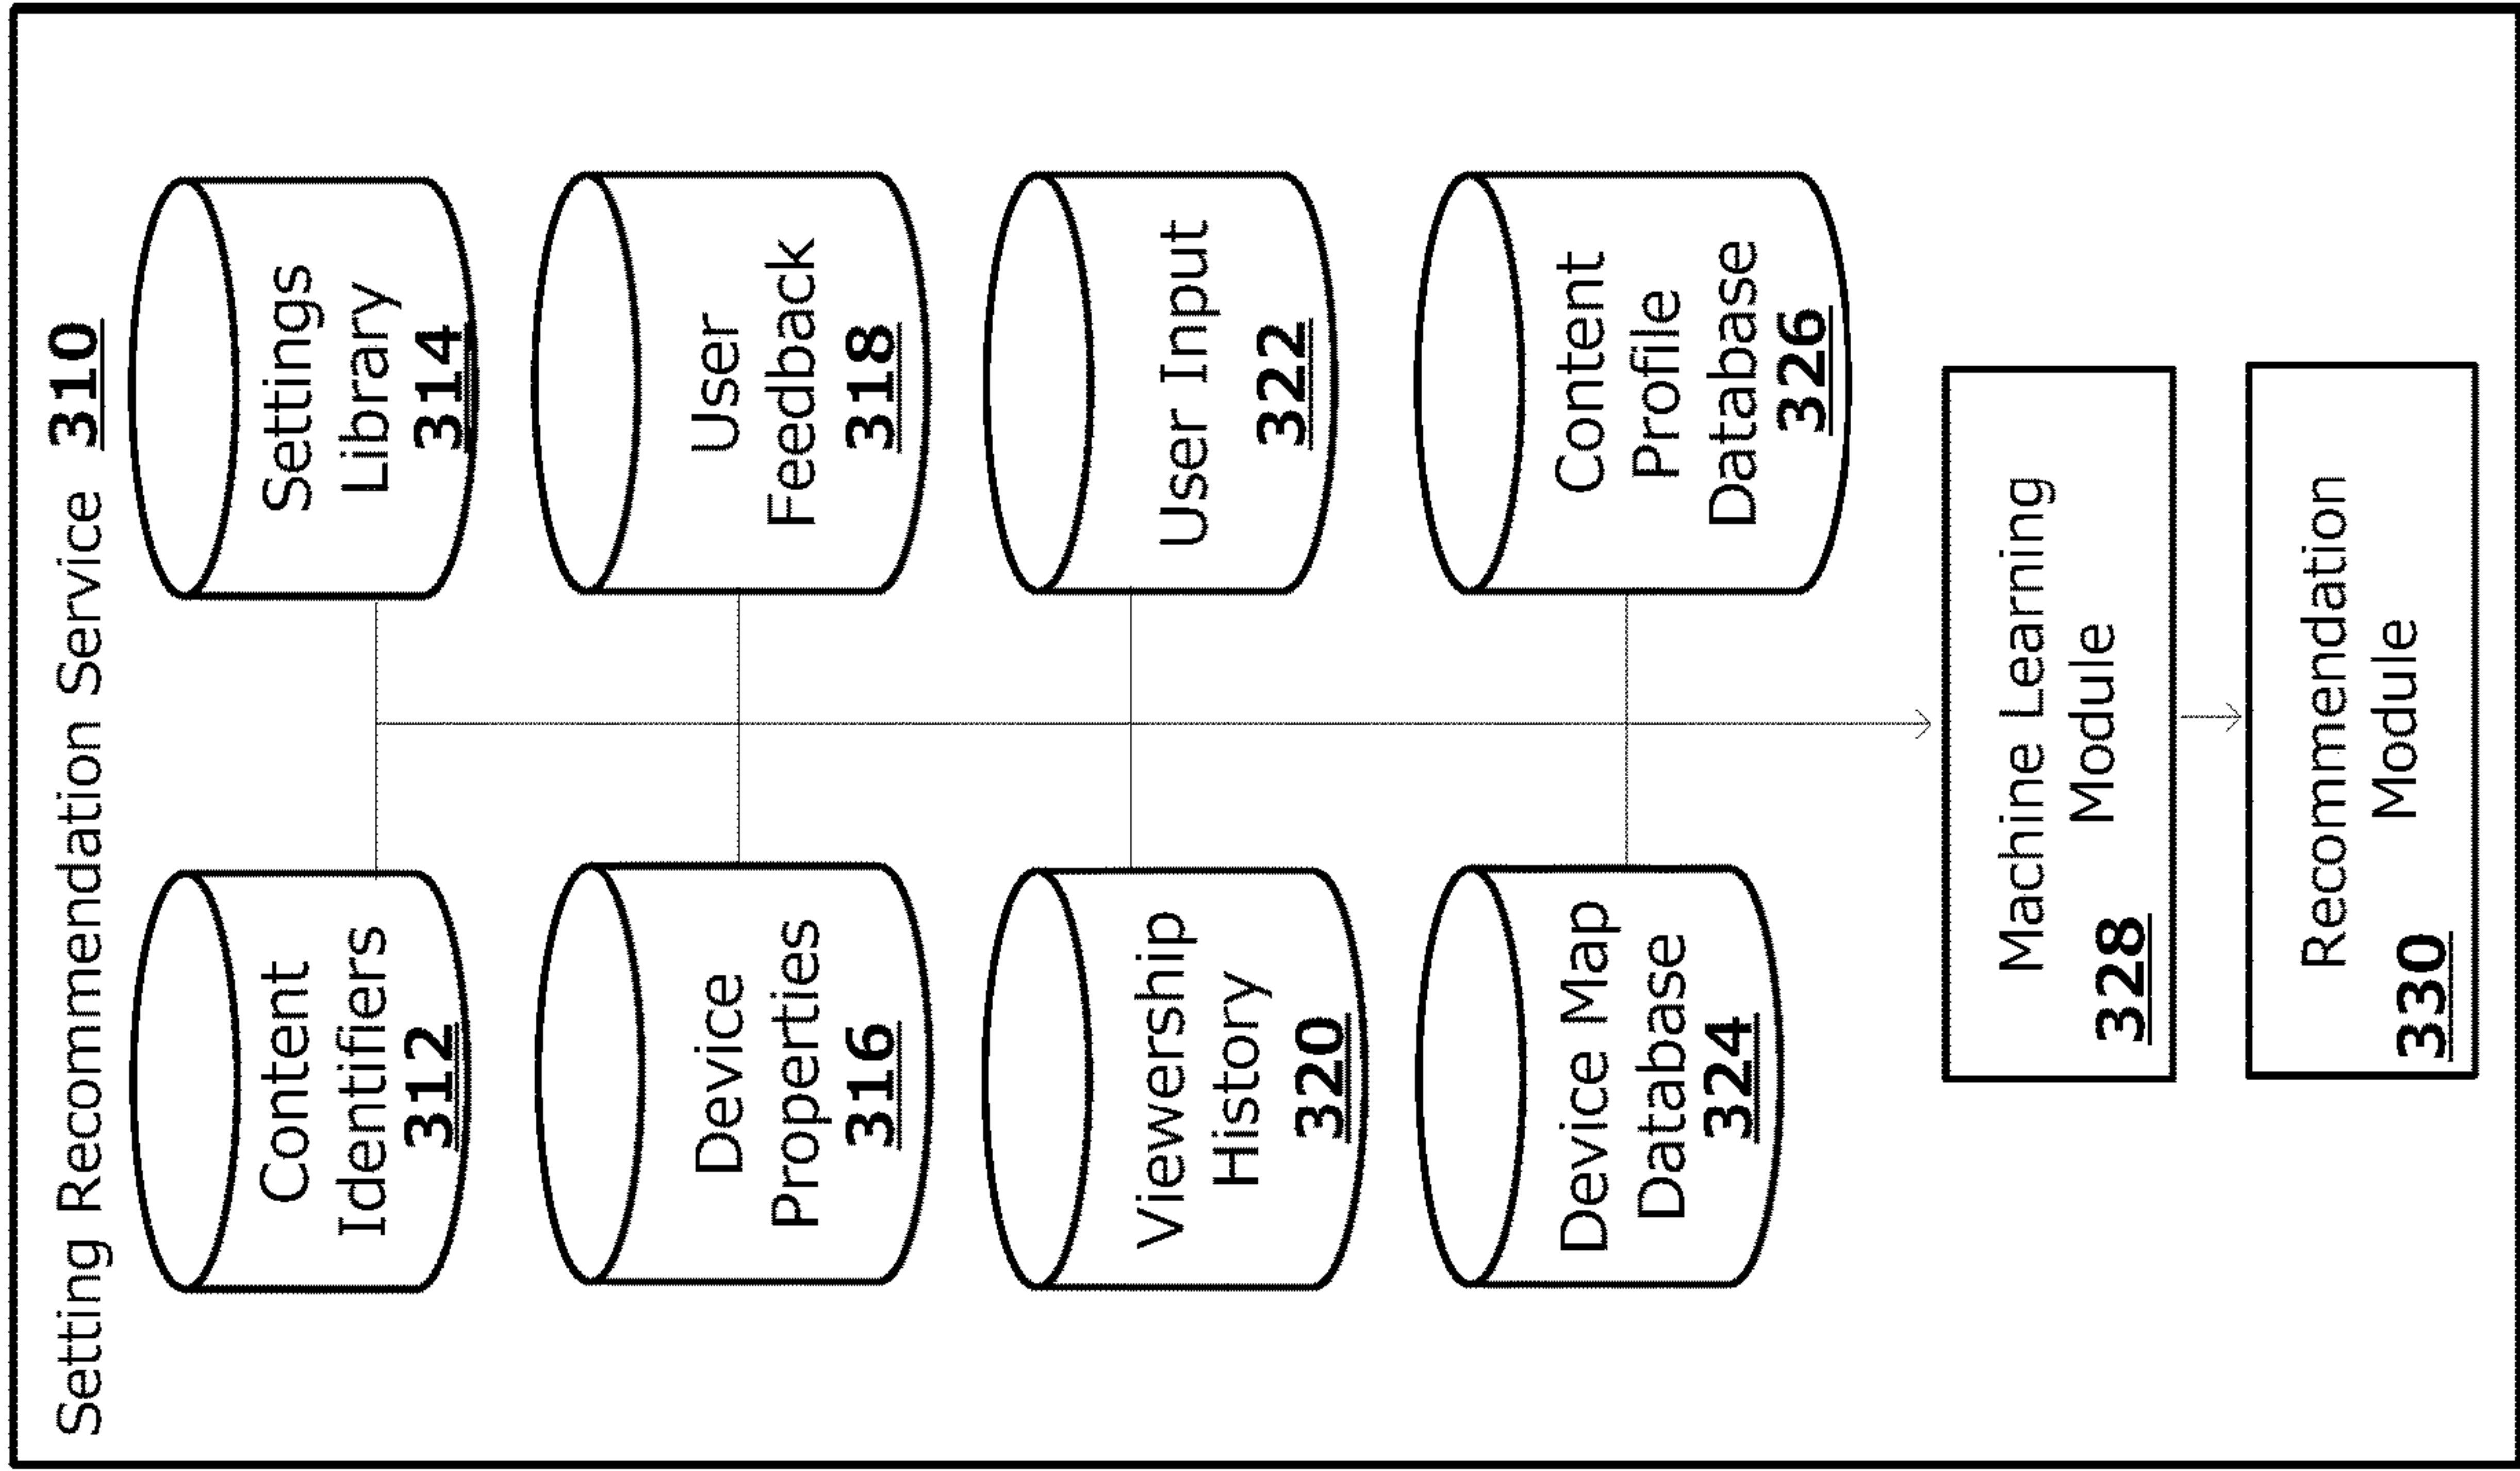 Setting Recommendation Service 310
Content
Identifiers
312
Settings
Library
314
Device
Properties
316
User
Feedback
318
Viewership
History
320
User Input
322
Device Map
Database
324
Content
Profile
Database
326
Machine Learning
Module
328
Recommendation
Module
330